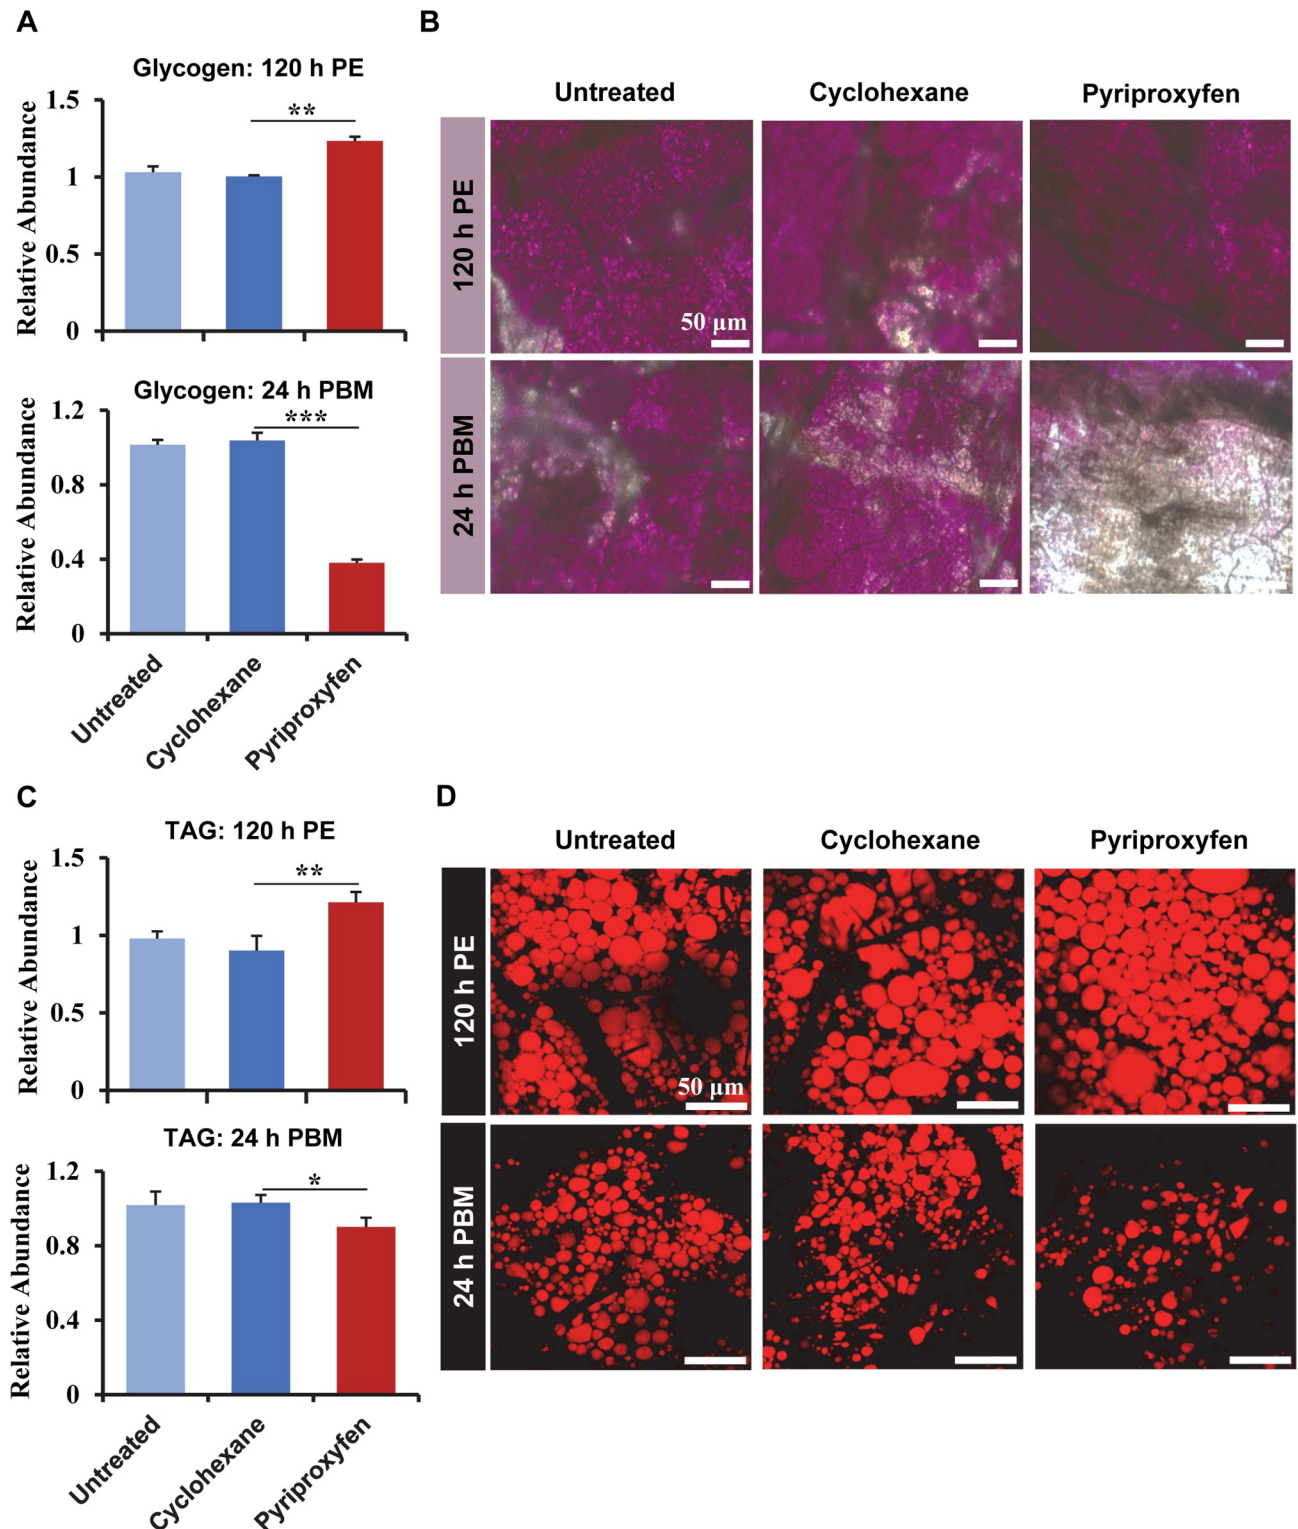 A
Glycogen: 120 h PE
Relative Abundance
1.5
1
0.5
0
**
Glycogen: 24 h PBM
Relative Abundance
1.2
0.8
0.4
0
***
Untreated
Cyclohexane
Pyriproxyfen
B
Untreated
Cyclohexane
Pyriproxyfen
120 h PE
50 µm
24 h PBM
C
TAG: 120 h PE
Relative Abundance
1.5
1
0.5
0
**
TAG: 24 h PBM
Relative Abundance
1.2
0.8
0.4
0
*
Untreated
Cyclohexane
Pyriproxyfen
D
Untreated
Cyclohexane
Pyriproxyfen
120 h PE
50 µm
24 h PBM